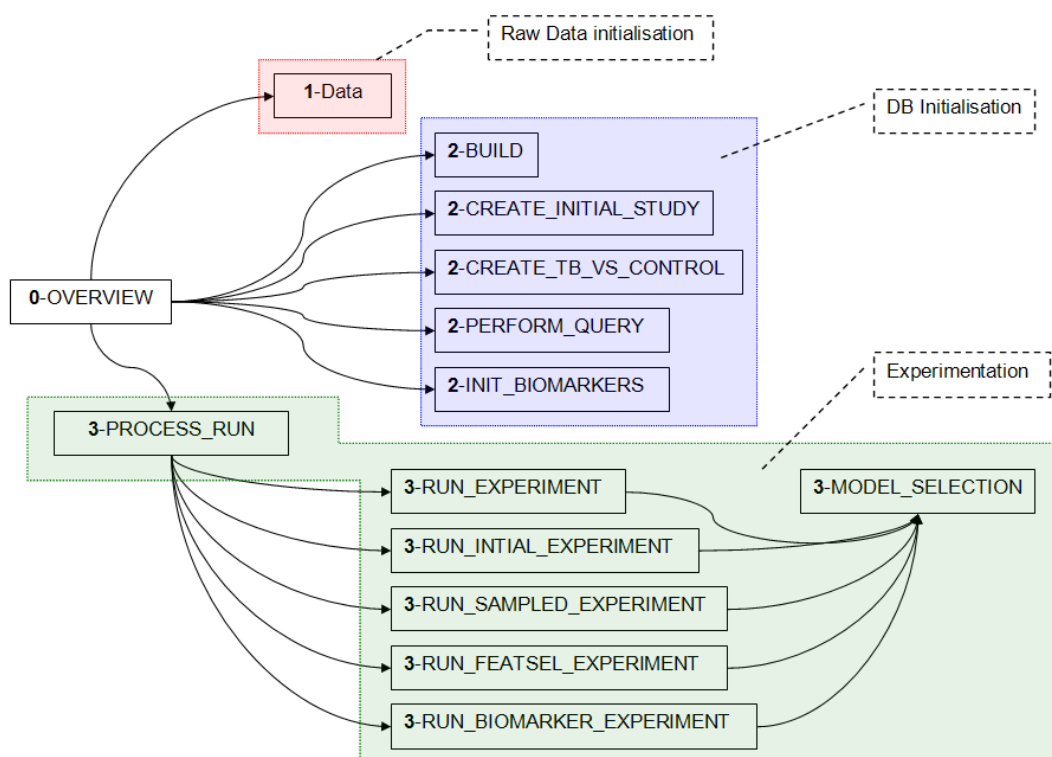 Raw Data initialisation
1-Data
DB Initialisation
2-BUILD
2-CREATE_INITIAL_STUDY
2-CREATE_TB_VS_CONTROL
0-OVERVIEW
2-PERFORM_QUERY
2-INIT_BIOMARKERS
Experimentation
3-PROCESS_RUN
3-RUN_EXPERIMENT
3-MODEL_SELECTION
3-RUN_INTIAL_EXPERIMENT
3-RUN_SAMPLED_EXPERIMENT
3-RUN_FEATSEL_EXPERIMENT
3-RUN_BIOMARKER_EXPERIMENT